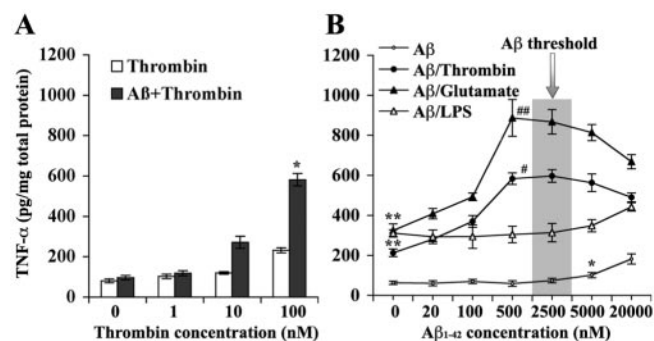 A
B
TNF-α (pg/mg total protein)
1200
1000
800
600
400
200
0
Thrombin
Aß+Thrombin
*
0 1 10 100
Thrombin concentration (nM)
Aβ threshold
1200
1000
800
600
400
200
0
Aβ
Aβ/Thrombin
Aβ/Glutamate
Aβ/LPS
##
#
**
**
*
0 20 100 500 2500 5000 20000
Aβ1-42 concentration (nM)